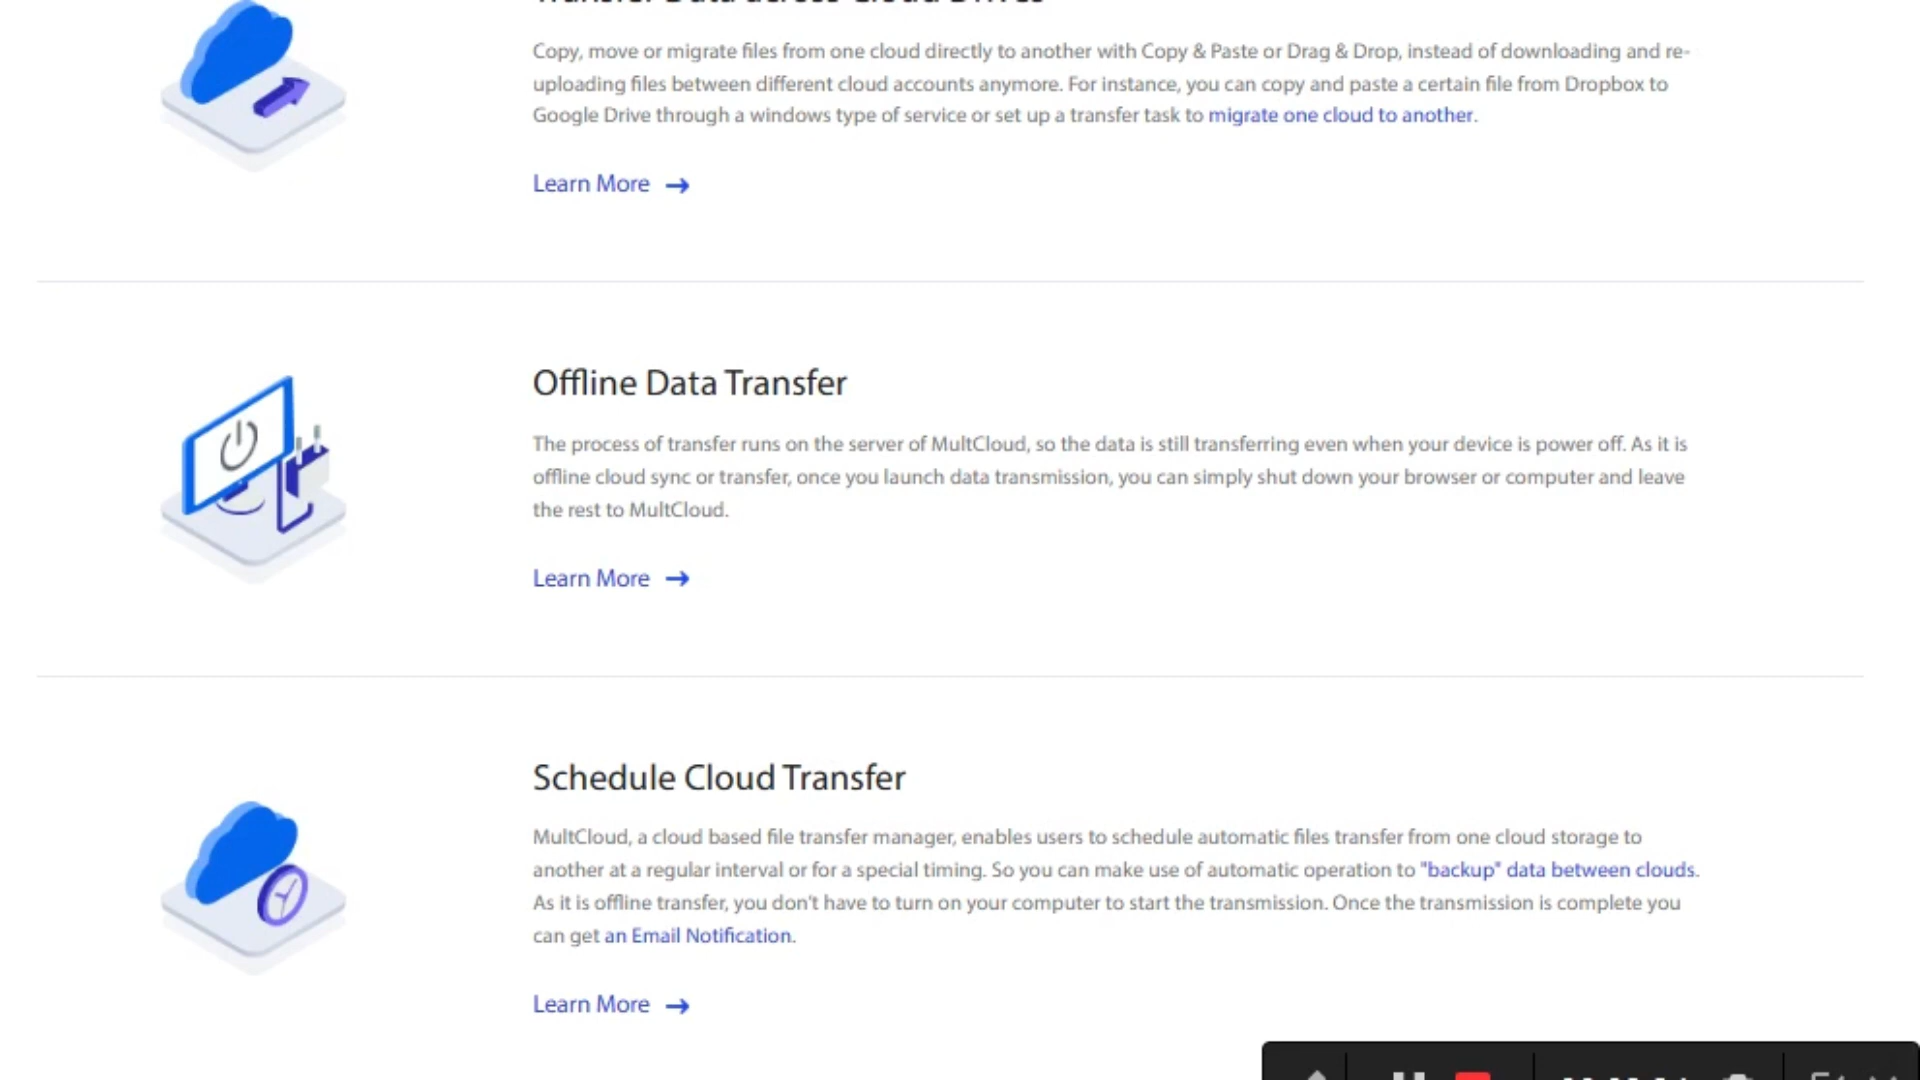 Transfer Data across Cloud Drives
Copy, move or migrate files from one cloud directly to another with Copy & Paste or Drag & Drop, instead of downloading and re-
uploading files between different cloud accounts anymore. For instance, you can copy and paste a certain file from Dropbox to
Google Drive through a windows type of service or set up a transfer task to migrate one cloud to another.
Learn More
Offline Data Transfer
The process of transfer runs on the server of MultCloud, so the data is still transferring even when your device is power off. As it is
offline cloud sync or transfer, once you launch data transmission, you can simply shut down your browser or computer and leave
the rest to MultCloud.
Learn More
Schedule Cloud Transfer
MultCloud, a cloud based file transfer manager, enables users to schedule automatic files transfer from one cloud storage to
another at a regular interval or for a special timing. So you can make use of automatic operation to "backup" data between clouds.
As it is offline transfer, you don't have to turn on your computer to start the transmission. Once the transmission is complete you
can get an Email Notification.
Learn More